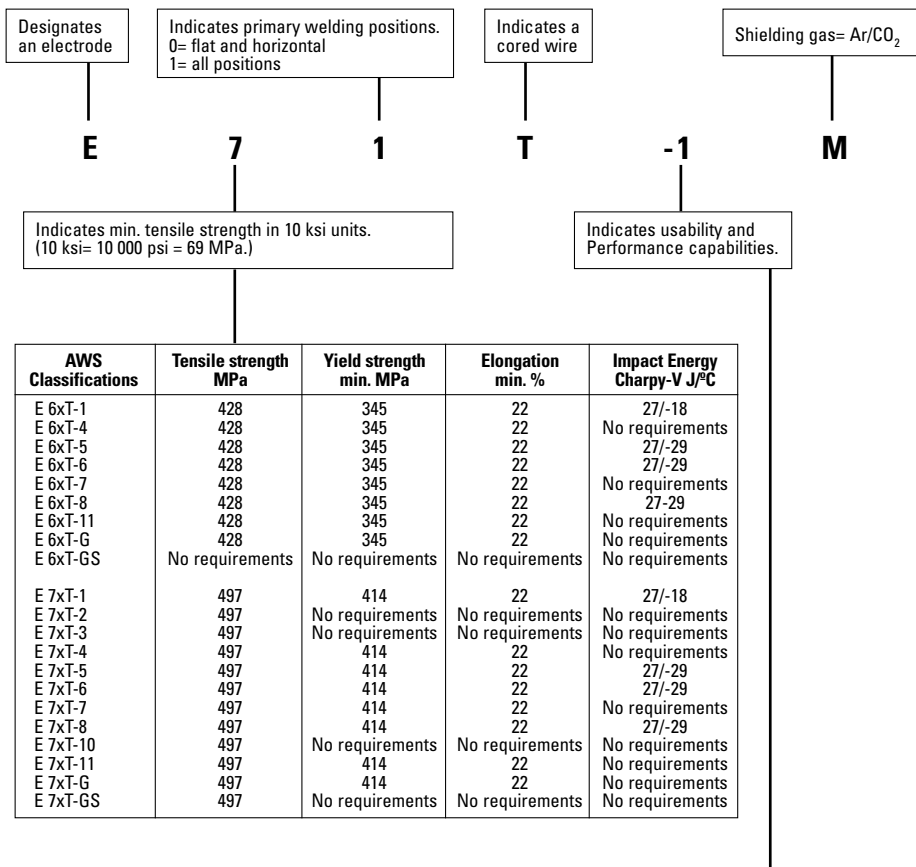 Designates
an electrode
Indicates primary welding positions.
0= flat and horizontal
1= all positions
Indicates a
cored wire
Shielding gas= Ar/CO₂
E 7 1 T -1 M
Indicates min. tensile strength in 10 ksi units.
(10 ksi= 10 000 psi = 69 MPa.)
Indicates usability and
Performance capabilities.
AWS Classifications Tensile strength MPa Yield strength min. MPa Elongation min. % Impact Energy Charpy-V J/ºC
E 6xT-1 428 345 22 27/-18
E 6xT-4 428 345 22 No requirements
E 6xT-5 428 345 22 27/-29
E 6xT-6 428 345 22 27/-29
E 6xT-7 428 345 22 No requirements
E 6xT-8 428 345 22 27-29
E 6xT-11 428 345 22 No requirements
E 6xT-G 428 345 22 No requirements
E 6xT-GS No requirements No requirements No requirements No requirements
E 7xT-1 497 414 22 27/-18
E 7xT-2 497 No requirements No requirements No requirements
E 7xT-3 497 No requirements No requirements No requirements
E 7xT-4 497 414 22 No requirements
E 7xT-5 497 414 22 27/-29
E 7xT-6 497 414 22 27/-29
E 7xT-7 497 414 22 No requirements
E 7xT-8 497 414 22 27/-29
E 7xT-10 497 No requirements No requirements No requirements
E 7xT-11 497 414 22 No requirements
E 7xT-G 497 414 22 No requirements
E 7xT-GS 497 No requirements No requirements No requirements